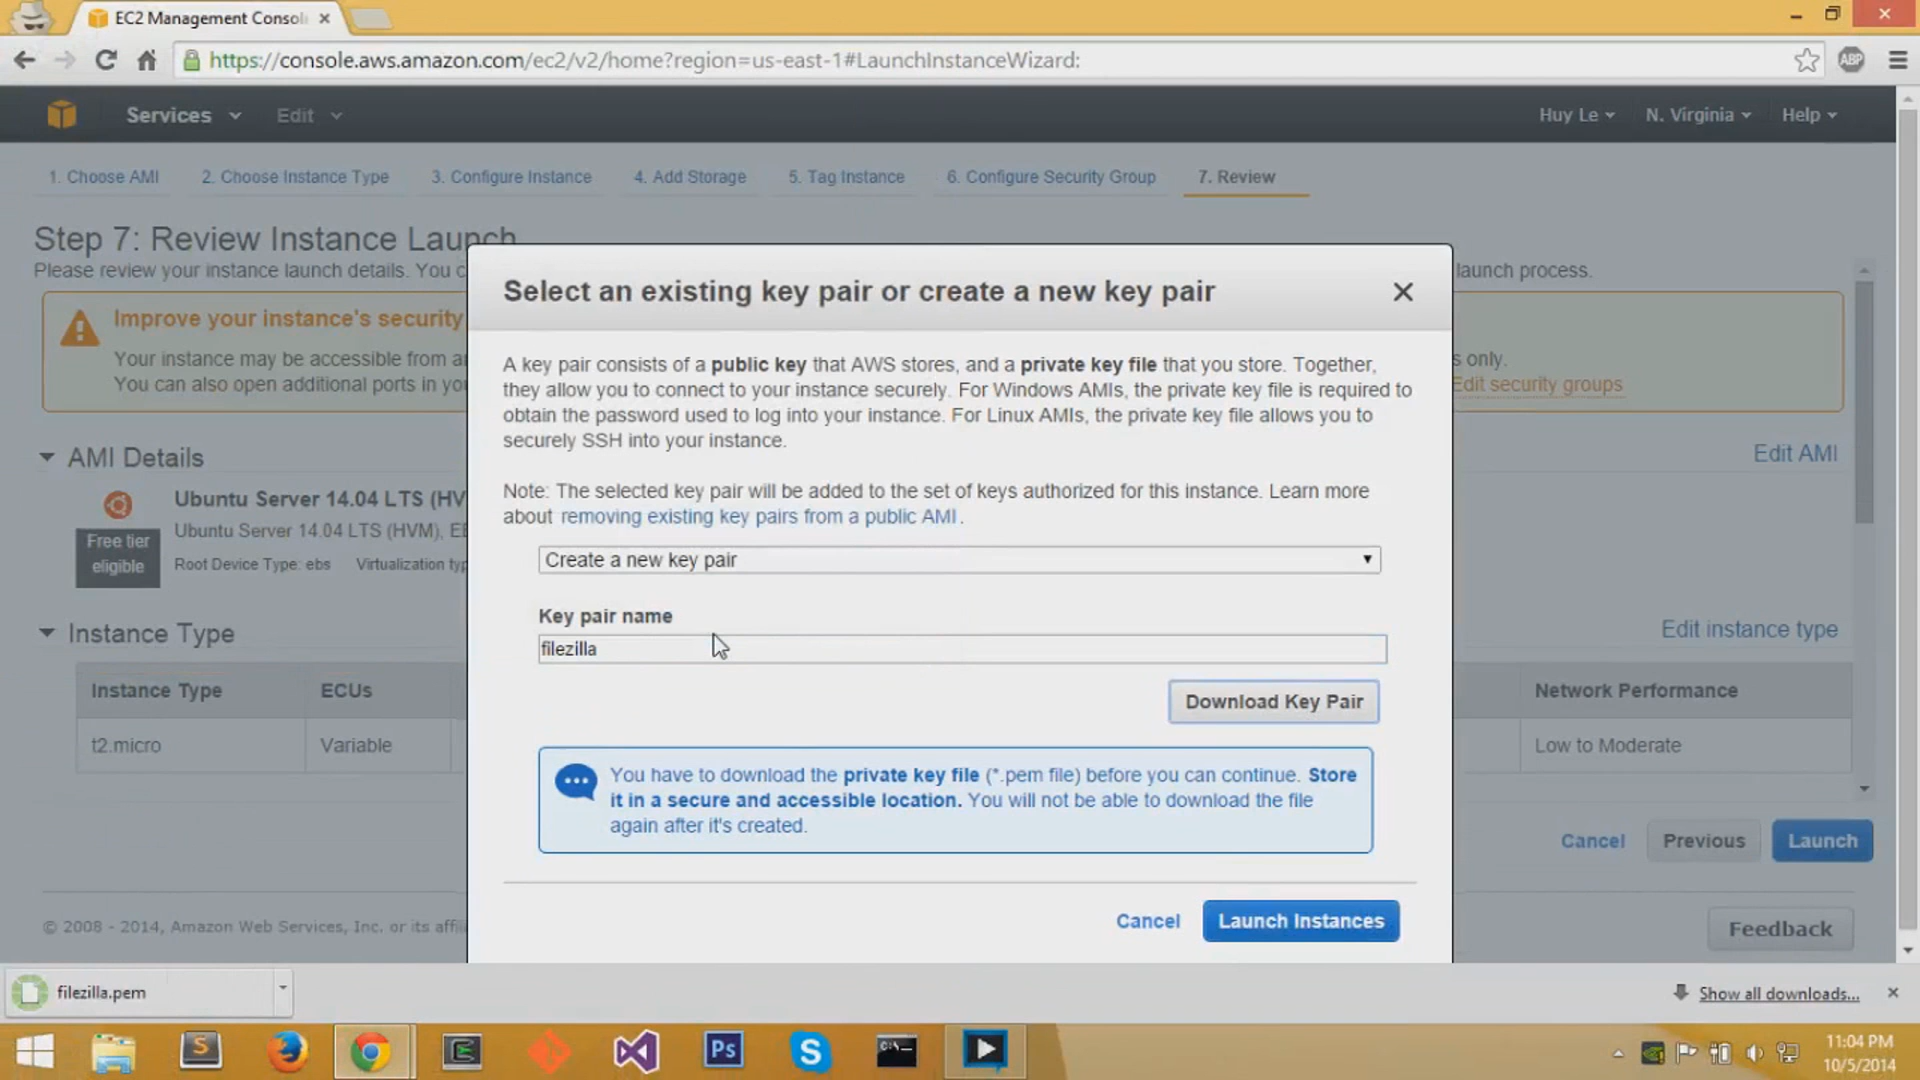 EC2 Management Consol
https://console.aws.amazon.com/ec2/v2/home?region=us-east-1#LaunchInstanceWizard:
ABP
Services Edit Huy Le N. Virginia Help
1. Choose AMI 2. Choose Instance Type 3. Configure Instance 4. Add Storage 5. Tag Instance 6. Configure Security Group 7. Review
Step 7: Review Instance Launch
Please review your instance launch details. You c launch process.
Improve your instance's security
Your instance may be accessible from a s only.
You can also open additional ports in you Edit security groups
Select an existing key pair or create a new key pair
A key pair consists of a public key that AWS stores, and a private key file that you store. Together,
they allow you to connect to your instance securely. For Windows AMIs, the private key file is required to
obtain the password used to log into your instance. For Linux AMIs, the private key file allows you to
securely SSH into your instance.
Note: The selected key pair will be added to the set of keys authorized for this instance. Learn more
about removing existing key pairs from a public AMI.
Create a new key pair
Key pair name
filezilla
Download Key Pair
You have to download the private key file (*.pem file) before you can continue. Store
it in a secure and accessible location. You will not be able to download the file
again after it's created.
Cancel Launch Instances
AMI Details Edit AMI
Ubuntu Server 14.04 LTS (HV
Ubuntu Server 14.04 LTS (HVM), E
Free tier
eligible
Root Device Type: ebs Virtualization typ
Instance Type Edit instance type
Instance Type ECUs Network Performance
t2.micro Variable Low to Moderate
Cancel Previous Launch
© 2008 - 2014, Amazon Web Services, Inc. or its affil
Feedback
filezilla.pem Show all downloads...
S
E
Ps
S
C:\
11:04 PM
10/5/2014